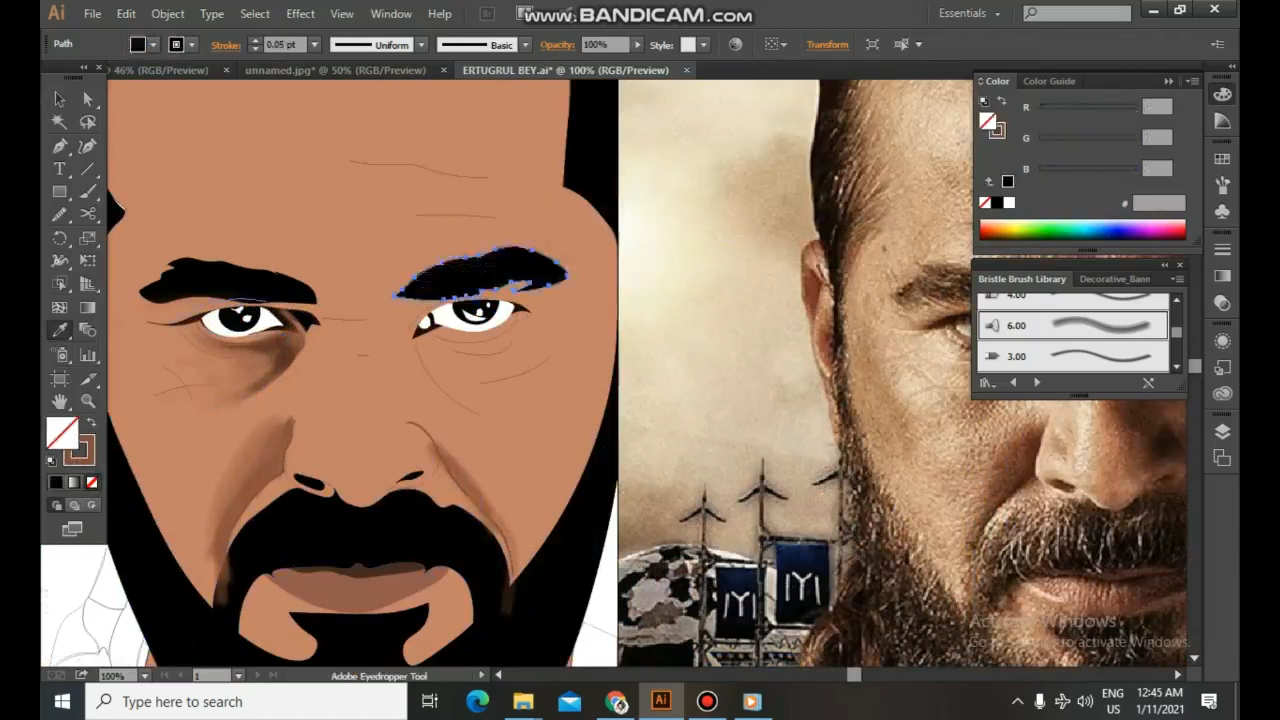 Ai File Edit Object Type Select Effect View Window Help Br www.BANDICAM.com Essentials
Path Stroke: 0.05 pt Uniform Basic Opacity: 100% Style: Transform
46% (RGB/Preview) × unnamed.jpg* @ 50% (RGB/Preview) × ERTUGRUL BEY.ai* @ 100% (RGB/Preview) ×
Color Color Guide
R
G
B
#
Bristle Brush Library Decorative_Bann
4.00
6.00
3.00
Activate Windows
Go to Settings to activate Windows.
100% 1 Adobe Eyedropper Tool
Type here to search
Ai
ENG
US
12:45 AM
1/11/2021